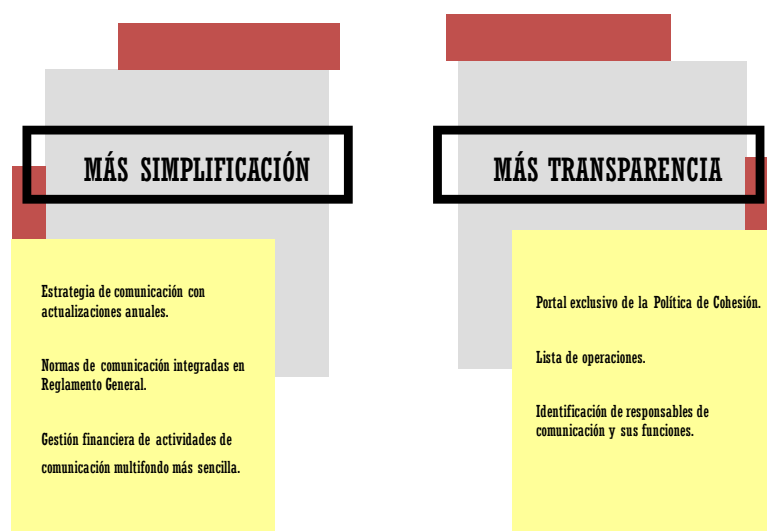 MÁS SIMPLIFICACIÓN
Estrategia de comunicación con
actualizaciones anuales.
Normas de comunicación integradas en
Reglamento General.
Gestión financiera de actividades de
comunicación multifondo más sencilla.
MÁS TRANSPARENCIA
Portal exclusivo de la Política de Cohesión.
Lista de operaciones.
Identificación de responsables de
comunicación y sus funciones.